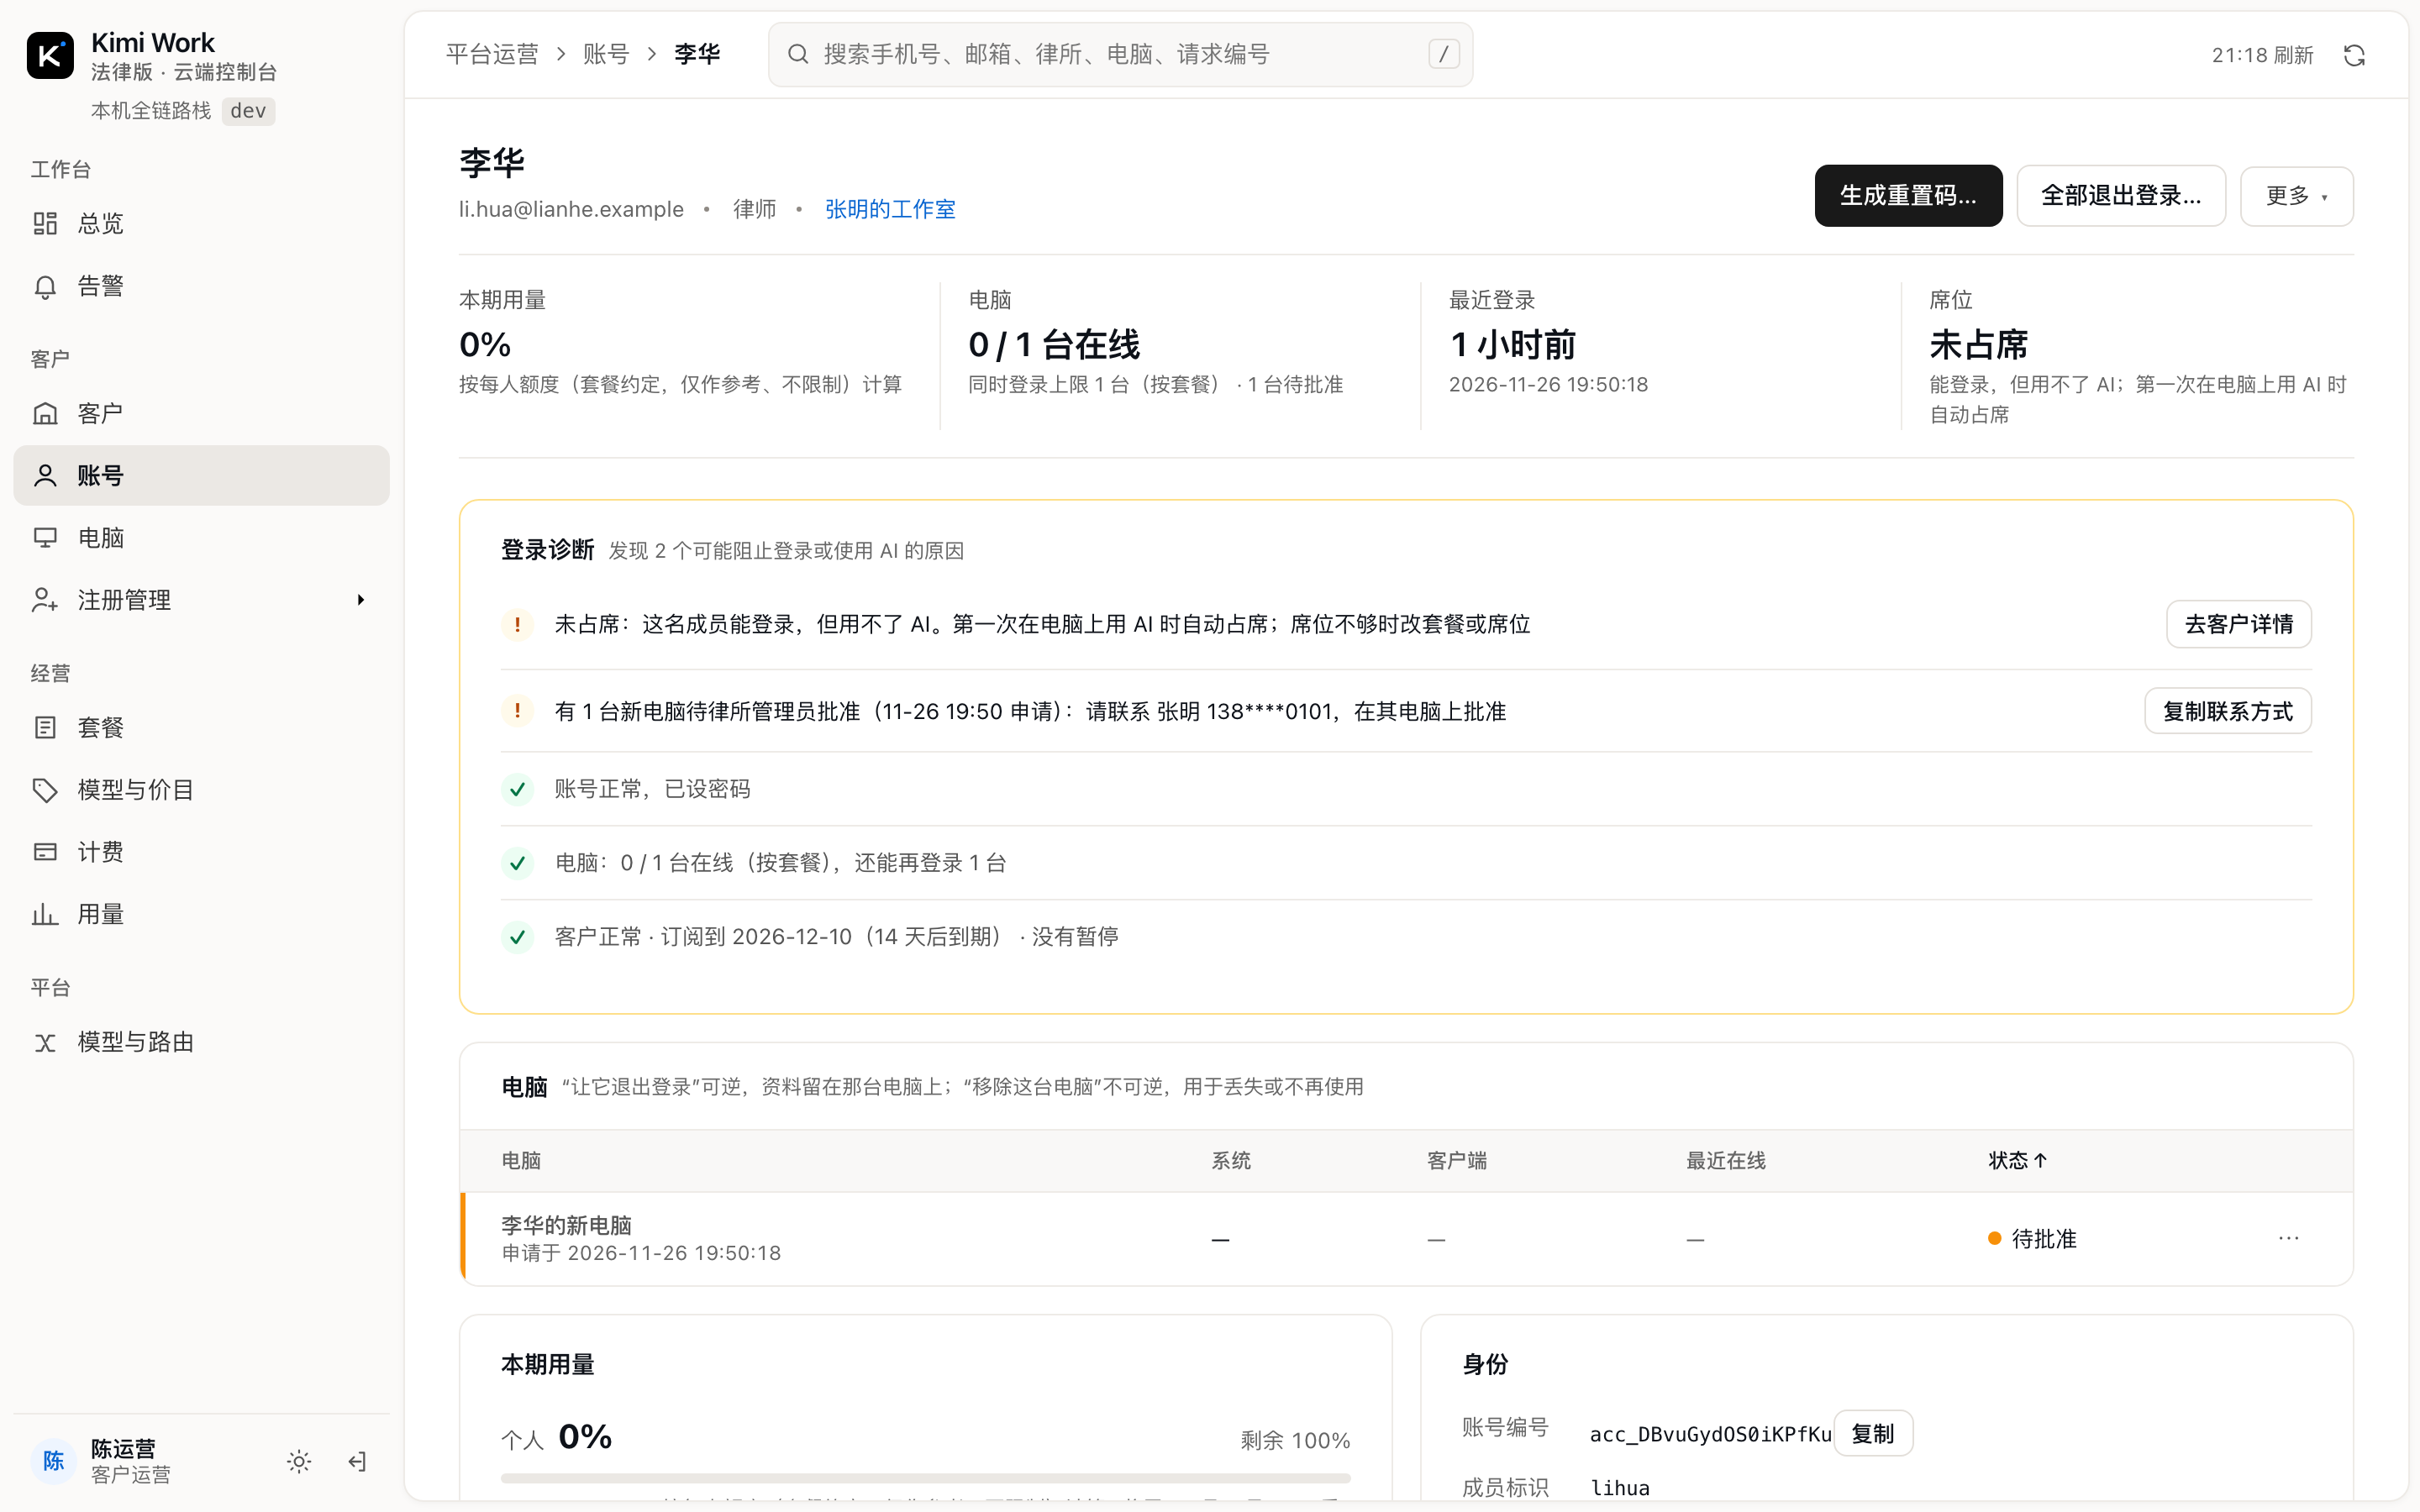 Kimi Work
法律版 · 云端控制台
本机全链路栈 dev
工作台
总览
告警
客户
客户
账号
电脑
注册管理
经营
套餐
模型与价目
计费
用量
平台
模型与路由
陈 陈运营
客户运营
平台运营 > 账号 > 李华
搜索手机号、邮箱、律所、电脑、请求编号 /
21:18 刷新
李华
li.hua@lianhe.example • 律师 • 张明的工作室
生成重置码... 全部退出登录... 更多
本期用量
0%
按每人额度（套餐约定，仅作参考、不限制）计算
电脑
0 / 1 台在线
同时登录上限 1 台（按套餐） · 1 台待批准
最近登录
1 小时前
2026-11-26 19:50:18
席位
未占席
能登录，但用不了 AI；第一次在电脑上用 AI 时
自动占席
登录诊断 发现 2 个可能阻止登录或使用 AI 的原因
! 未占席：这名成员能登录，但用不了 AI。第一次在电脑上用 AI 时自动占席；席位不够时改套餐或席位 去客户详情
! 有 1 台新电脑待律所管理员批准（11-26 19:50 申请）：请联系 张明 138****0101，在其电脑上批准 复制联系方式
账号正常，已设密码
电脑：0 / 1 台在线（按套餐），还能再登录 1 台
客户正常 · 订阅到 2026-12-10（14 天后到期） · 没有暂停
电脑 “让它退出登录”可逆，资料留在那台电脑上；“移除这台电脑”不可逆，用于丢失或不再使用
电脑 系统 客户端 最近在线 状态 ↑
李华的新电脑
申请于 2026-11-26 19:50:18
— — — 待批准 ...
本期用量
个人 0% 剩余 100%
身份
账号编号 acc_DBvuGydOS0iKPfKu 复制
成员标识 lihua